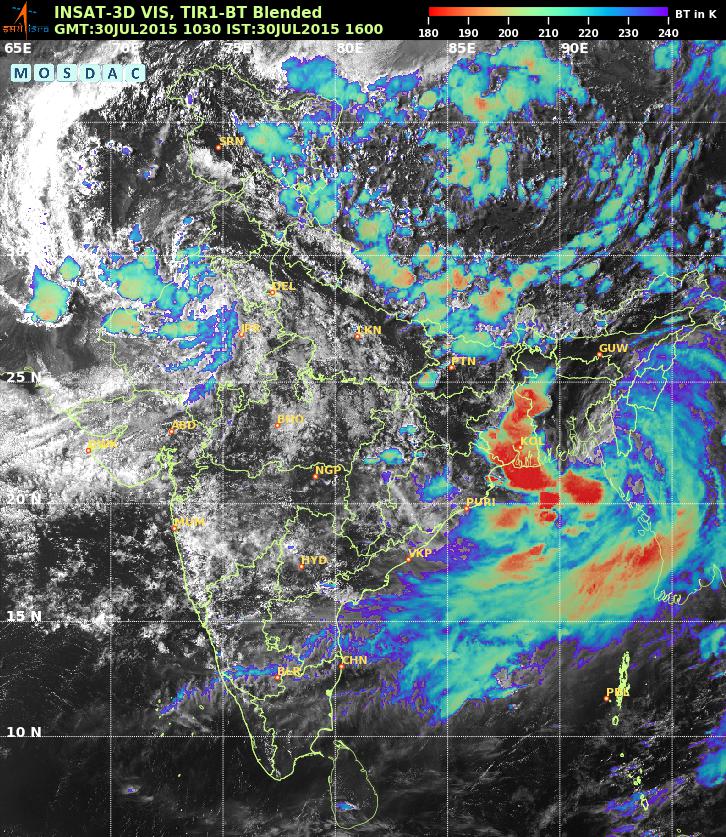 INSAT-3D VIS, TIR1-BT Blended
GMT:30JUL2015 1030 IST:30JUL2015 1600
BT in K
180 190 200 210 220 230 240
65E 70E 75E 80E 85E 90E
M O S D A C
SRN
DEL
JPR
LKN
GUW
PTN
25 N
ABD
BHO
KOL
NGP
20 N
PURI
MUM
VKP
HYD
15 N
CHN
BLR
PBL
10 N